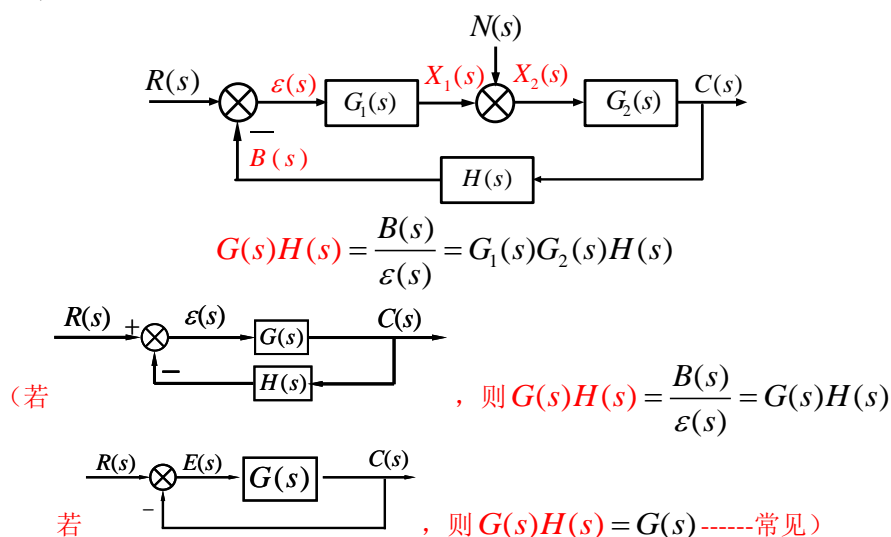 N(s)
R(s) ε(s) X₁(s) X₂(s) C(s)
G₁(s) G₂(s)
−
B(s)
H(s)
G(s)H(s) = B(s)/ε(s) = G₁(s)G₂(s)H(s)
R(s) + ε(s) C(s)
G(s)
−
H(s)
（若 ，则 G(s)H(s) = B(s)/ε(s) = G(s)H(s)
R(s) E(s) C(s)
G(s)
−
若 ，则 G(s)H(s) = G(s) ------常见）